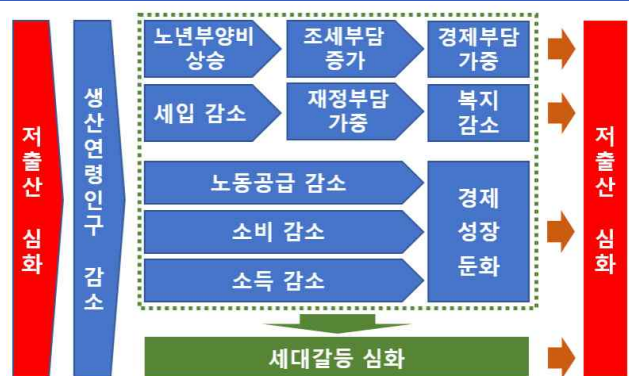 저출산 심화
생산연령인구 감소
노년부양비
상승
조세부담
증가
경제부담
가중
세입 감소
재정부담
가중
복지
감소
노동공급 감소
소비 감소
소득 감소
경제
성장
둔화
세대갈등 심화
저출산 심화